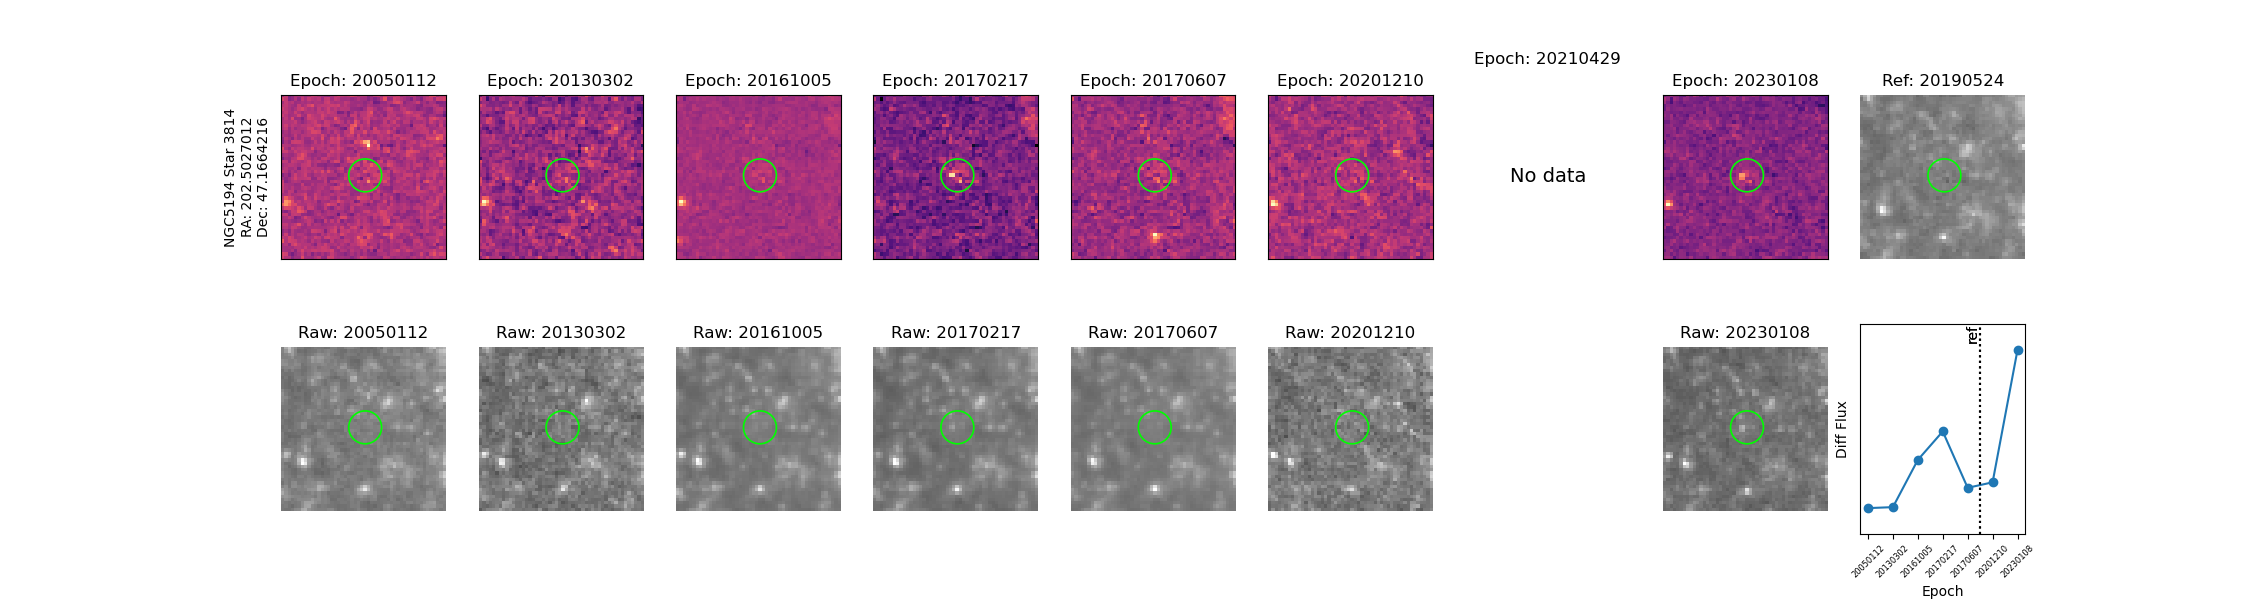 NGC5194 Star 3814
RA: 202.5027012
Dec: 47.1664216
Epoch: 20050112
Epoch: 20130302
Epoch: 20161005
Epoch: 20170217
Epoch: 20170607
Epoch: 20201210
Epoch: 20210429
Epoch: 20230108
Ref: 20190524
No data
Raw: 20050112
Raw: 20130302
Raw: 20161005
Raw: 20170217
Raw: 20170607
Raw: 20201210
Raw: 20230108
ref
Diff Flux
20050112
20130302
20161005
20170217
20170607
20201210
20230108
Epoch